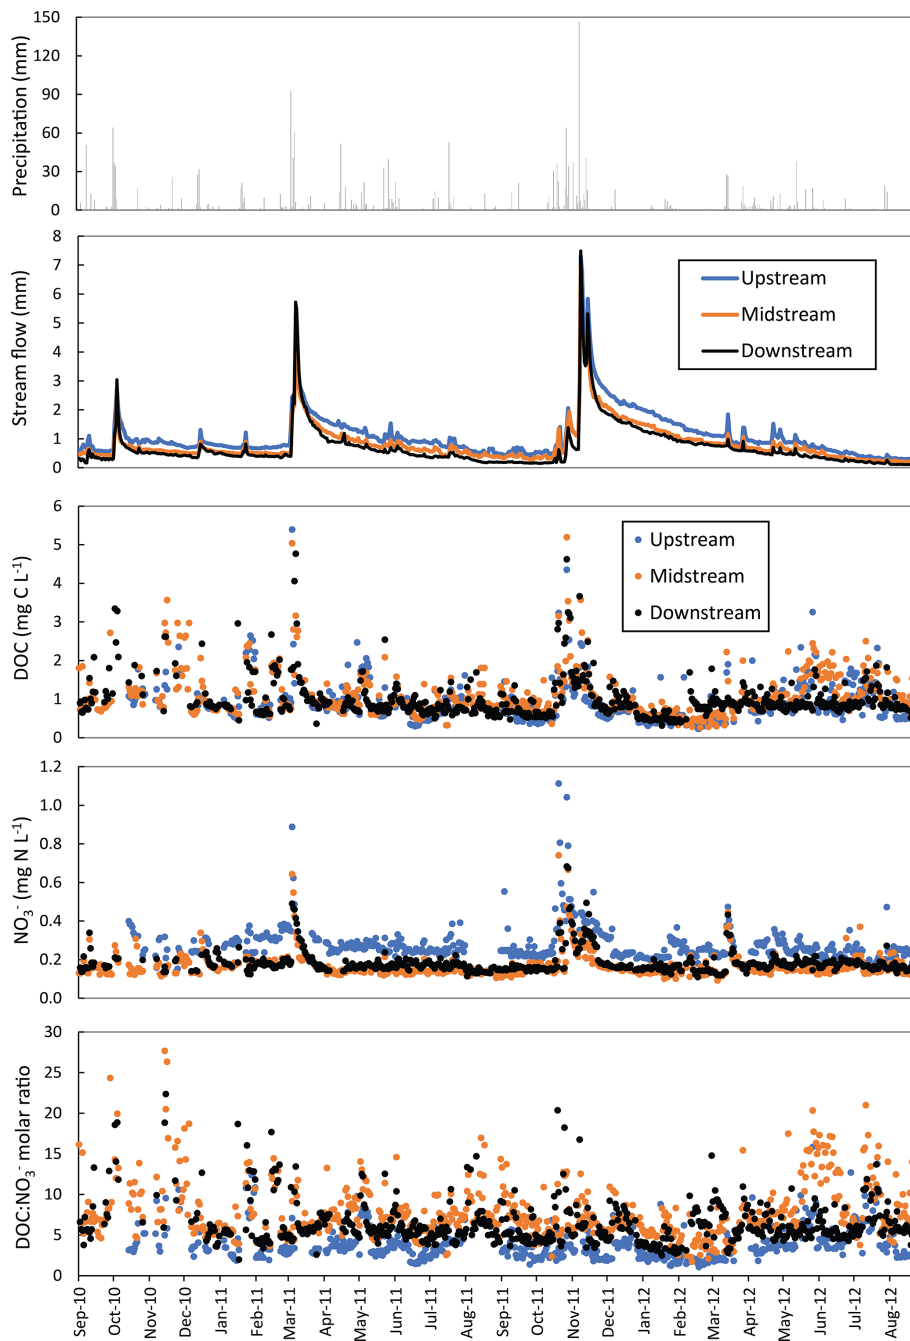 150
120
90
60
30
0
Precipitation (mm)
8
7
6
5
4
3
2
1
0
Stream flow (mm)
Upstream
Midstream
Downstream
6
5
4
3
2
1
0
DOC (mg C L⁻¹)
Upstream
Midstream
Downstream
1.2
1.0
0.8
0.6
0.4
0.2
0.0
NO₃⁻ (mg N L⁻¹)
30
25
20
15
10
5
0
DOC:NO₃⁻ molar ratio
Sep-10
Oct-10
Nov-10
Dec-10
Jan-11
Feb-11
Mar-11
Apr-11
May-11
Jun-11
Jul-11
Aug-11
Sep-11
Oct-11
Nov-11
Dec-11
Jan-12
Feb-12
Mar-12
Apr-12
May-12
Jun-12
Jul-12
Aug-12